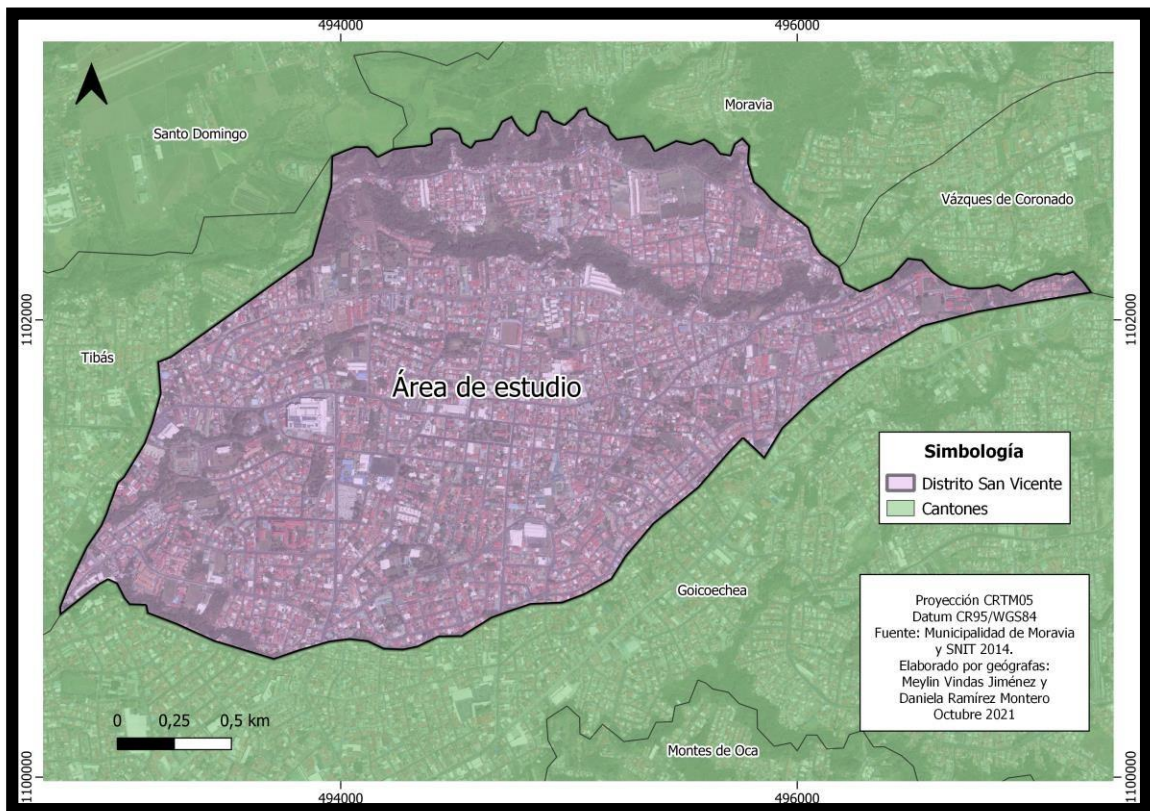 494000
496000
Moravia
Santo Domingo
Vázques de Coronado
1102000
1102000
Tibás
Área de estudio
Simbología
Distrito San Vicente
Cantones
Goicoechea
Proyección CRTM05
Datum CR95/WGS84
Fuente: Municipalidad de Moravia
y SNIT 2014.
Elaborado por geógrafas:
Meylin Vindas Jiménez y
Daniela Ramírez Montero
Octubre 2021
0 0,25 0,5 km
Montes de Oca
1100000
1100000
494000
496000